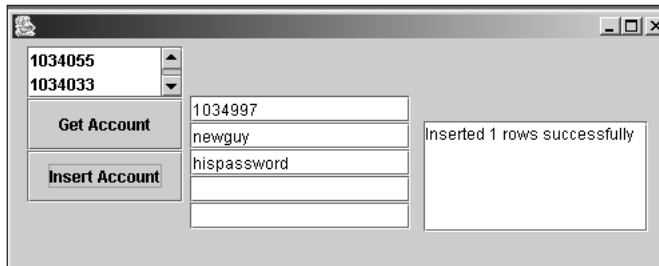 1034055
1034033
Get Account
Insert Account
1034997
newguy
hispassword
Inserted 1 rows successfully